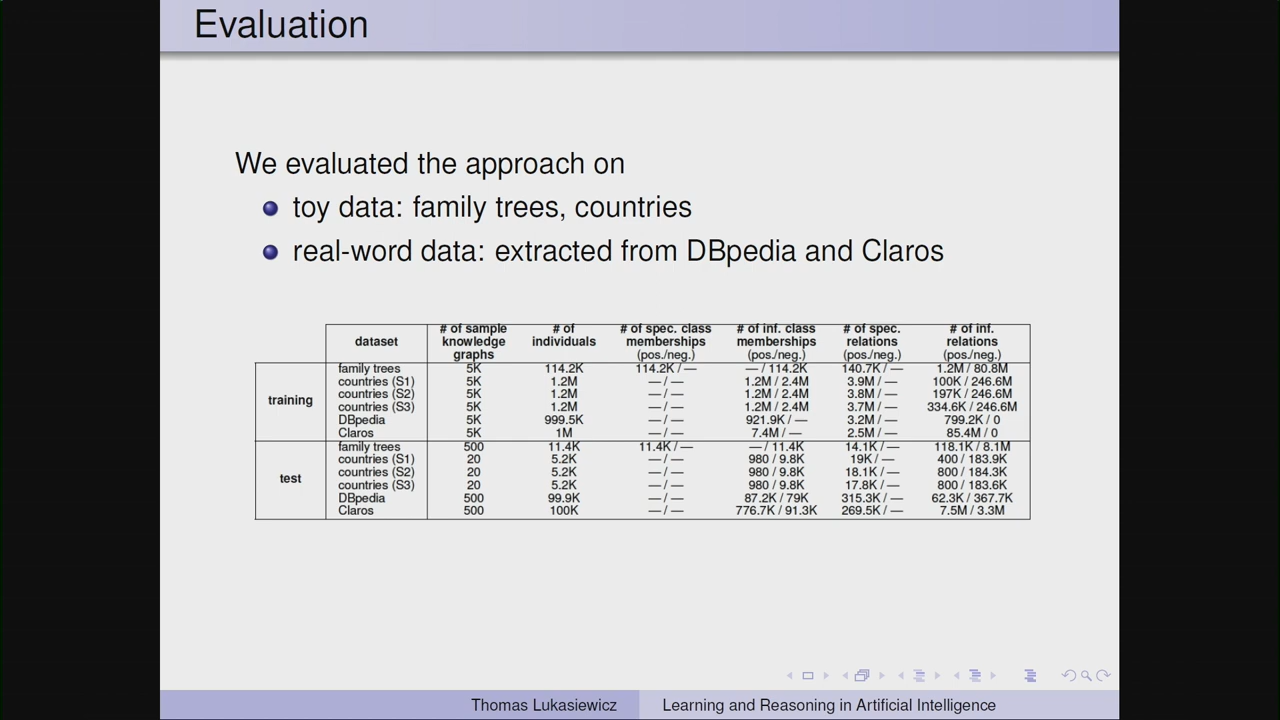 Evaluation
We evaluated the approach on
toy data: family trees, countries
real-word data: extracted from DBpedia and Claros
dataset # of sample knowledge graphs # of individuals # of spec. class memberships (pos./neg.) # of inf. class memberships (pos./neg.) # of spec. relations (pos./neg.) # of inf. relations (pos./neg.)
training
family trees 5K 114.2K 114.2K / — — / 114.2K 140.7K / — 1.2M / 80.8M
countries (S1) 5K 1.2M — / — 1.2M / 2.4M 3.9M / — 100K / 246.6M
countries (S2) 5K 1.2M — / — 1.2M / 2.4M 3.8M / — 197K / 246.6M
countries (S3) 5K 1.2M — / — 1.2M / 2.4M 3.7M / — 334.6K / 246.6M
DBpedia 5K 999.5K — / — 921.9K / — 3.2M / — 799.2K / 0
Claros 5K 1M — / — 7.4M / — 2.5M / — 85.4M / 0
test
family trees 500 11.4K 11.4K / — — / 11.4K 14.1K / — 118.1K / 8.1M
countries (S1) 20 5.2K — / — 980 / 9.8K 19K / — 400 / 183.9K
countries (S2) 20 5.2K — / — 980 / 9.8K 18.1K / — 800 / 184.3K
countries (S3) 20 5.2K — / — 980 / 9.8K 17.8K / — 800 / 183.6K
DBpedia 500 99.9K — / — 87.2K / 79K 315.3K / — 62.3K / 367.7K
Claros 500 100K — / — 776.7K / 91.3K 269.5K / — 7.5M / 3.3M
Thomas Lukasiewicz Learning and Reasoning in Artificial Intelligence